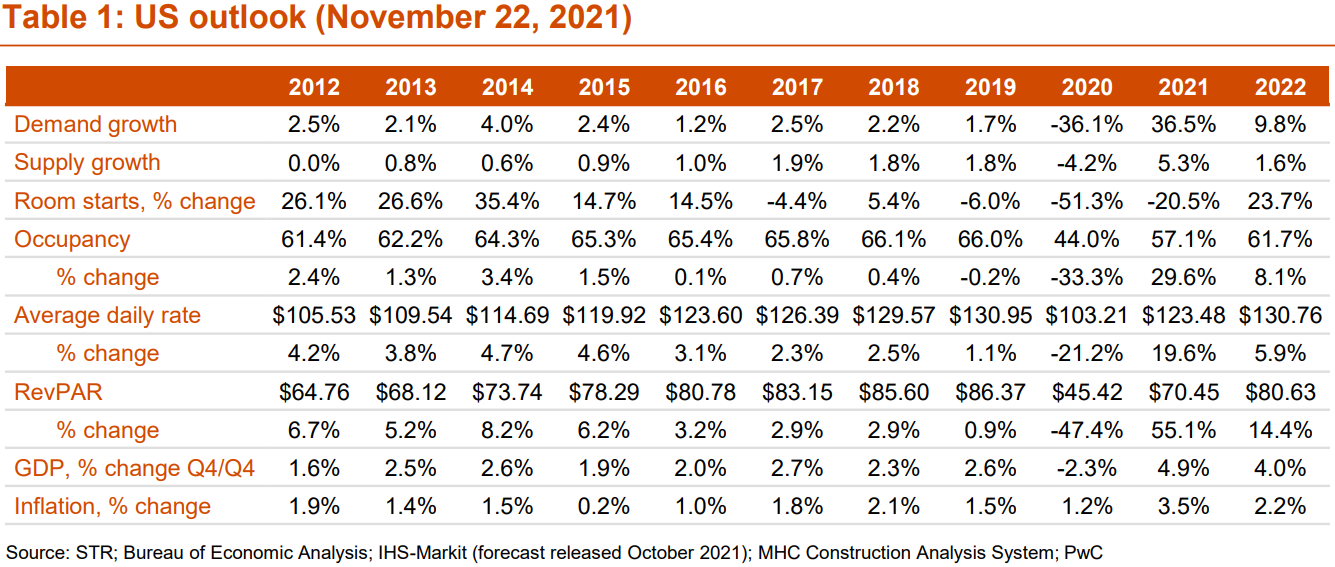 Table 1: US outlook (November 22, 2021)
2012 2013 2014 2015 2016 2017 2018 2019 2020 2021 2022
Demand growth 2.5% 2.1% 4.0% 2.4% 1.2% 2.5% 2.2% 1.7% -36.1% 36.5% 9.8%
Supply growth 0.0% 0.8% 0.6% 0.9% 1.0% 1.9% 1.8% 1.8% -4.2% 5.3% 1.6%
Room starts, % change 26.1% 26.6% 35.4% 14.7% 14.5% -4.4% 5.4% -6.0% -51.3% -20.5% 23.7%
Occupancy 61.4% 62.2% 64.3% 65.3% 65.4% 65.8% 66.1% 66.0% 44.0% 57.1% 61.7%
% change 2.4% 1.3% 3.4% 1.5% 0.1% 0.7% 0.4% -0.2% -33.3% 29.6% 8.1%
Average daily rate $105.53 $109.54 $114.69 $119.92 $123.60 $126.39 $129.57 $130.95 $103.21 $123.48 $130.76
% change 4.2% 3.8% 4.7% 4.6% 3.1% 2.3% 2.5% 1.1% -21.2% 19.6% 5.9%
RevPAR $64.76 $68.12 $73.74 $78.29 $80.78 $83.15 $85.60 $86.37 $45.42 $70.45 $80.63
% change 6.7% 5.2% 8.2% 6.2% 3.2% 2.9% 2.9% 0.9% -47.4% 55.1% 14.4%
GDP, % change Q4/Q4 1.6% 2.5% 2.6% 1.9% 2.0% 2.7% 2.3% 2.6% -2.3% 4.9% 4.0%
Inflation, % change 1.9% 1.4% 1.5% 0.2% 1.0% 1.8% 2.1% 1.5% 1.2% 3.5% 2.2%
Source: STR; Bureau of Economic Analysis; IHS-Markit (forecast released October 2021); MHC Construction Analysis System; PwC